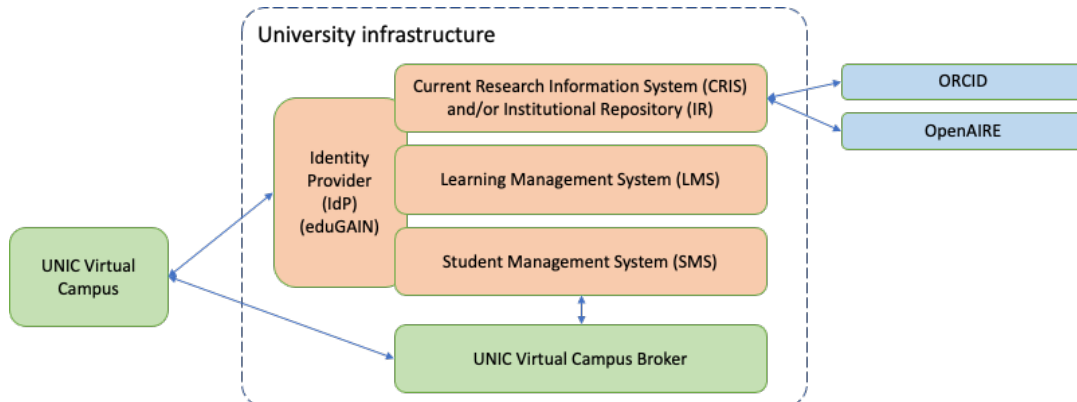 University infrastructure
Current Research Information System (CRIS)
and/or Institutional Repository (IR)
ORCID
OpenAIRE
Identity
Provider
(IdP)
(eduGAIN)
Learning Management System (LMS)
Student Management System (SMS)
UNIC Virtual
Campus
UNIC Virtual Campus Broker